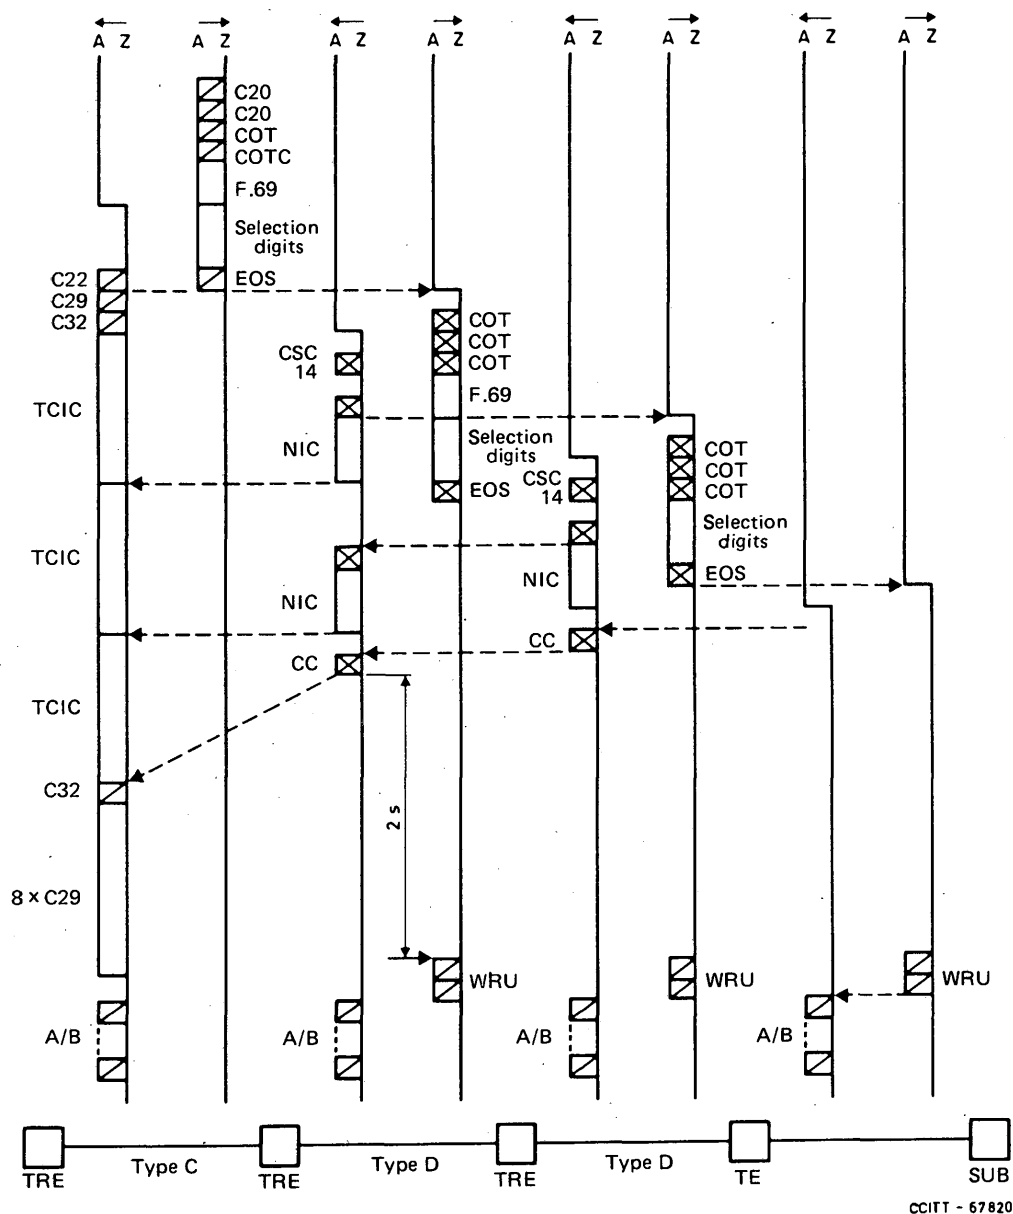 A Z
A Z
A Z
A Z
A Z
A Z
A Z
A Z
C20
C20
COT
COTC
F.69
Selection
digits
EOS
C22
C29
C32
TCIC
TCIC
TCIC
C32
8 × C29
A/B
CSC
14
NIC
NIC
CC
2 s
A/B
COT
COT
COT
F.69
Selection
digits
EOS
WRU
CSC
14
NIC
CC
A/B
COT
COT
COT
Selection
digits
EOS
WRU
A/B
WRU
TRE
Type C
TRE
Type D
TRE
Type D
TE
SUB
CCITT - 67820